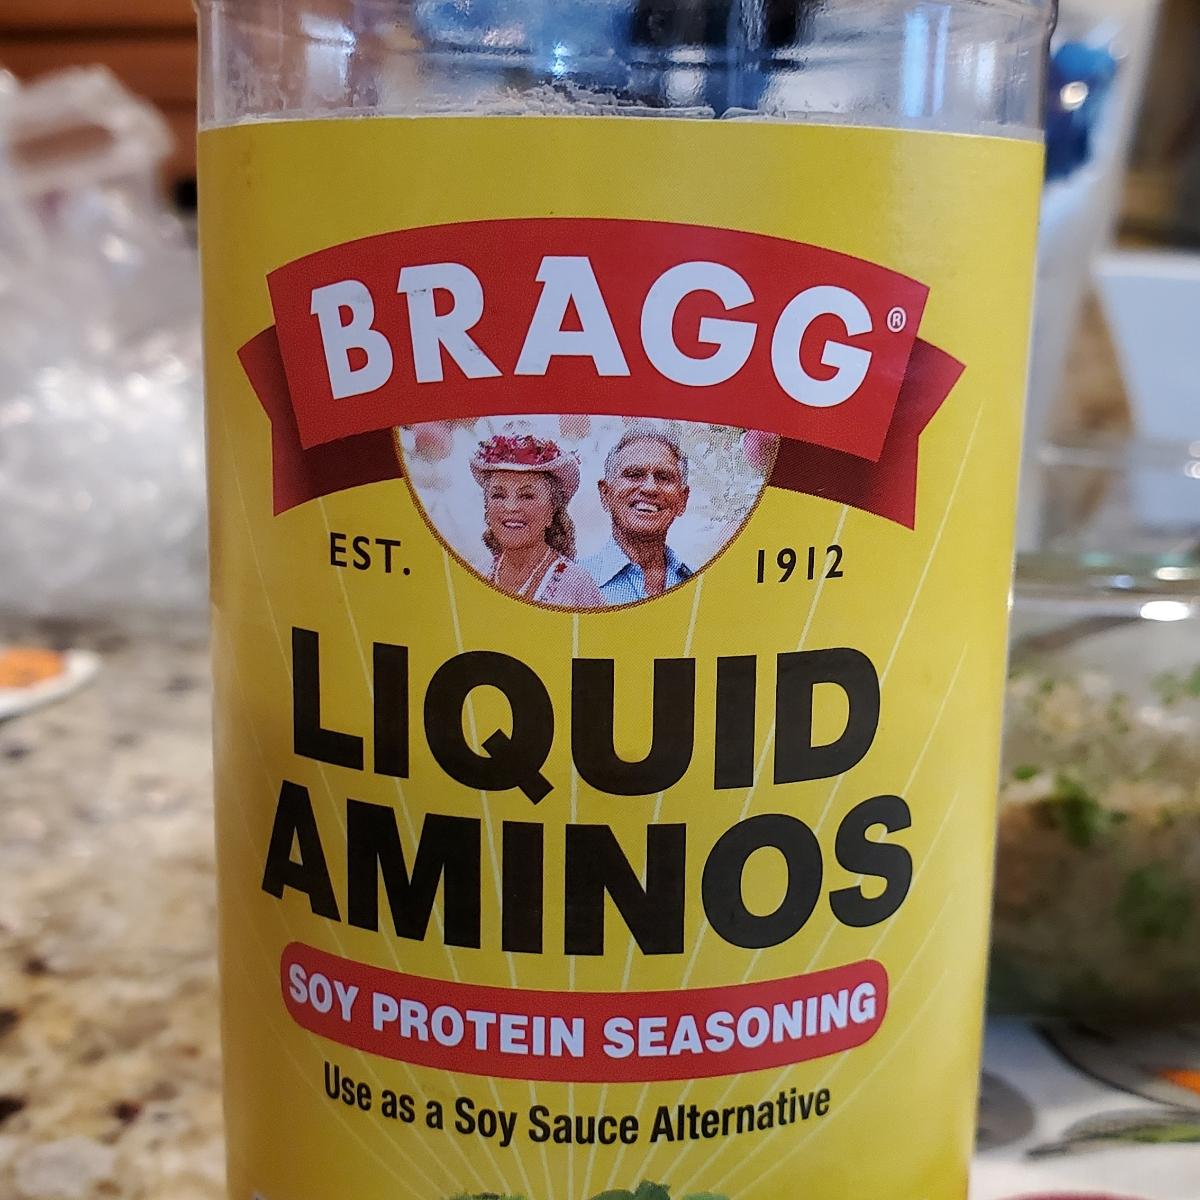 BRAGG®
EST. 1912
LIQUID
AMINOS
SOY PROTEIN SEASONING
Use as a Soy Sauce Alternative